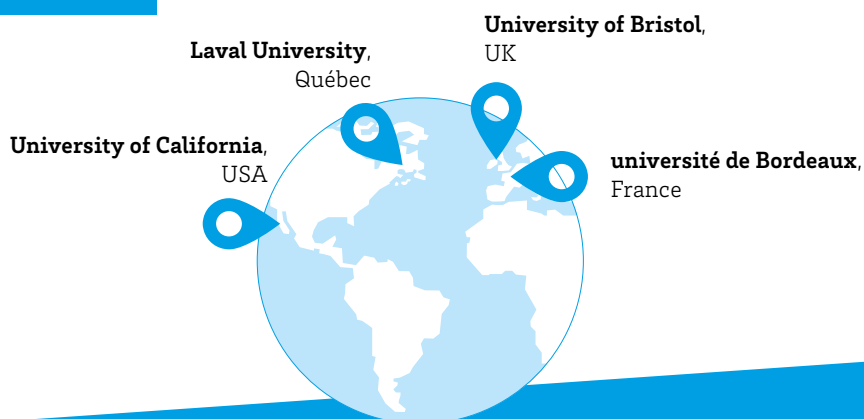 University of Bristol,
UK
Laval University,
Québec
University of California,
USA
université de Bordeaux,
France